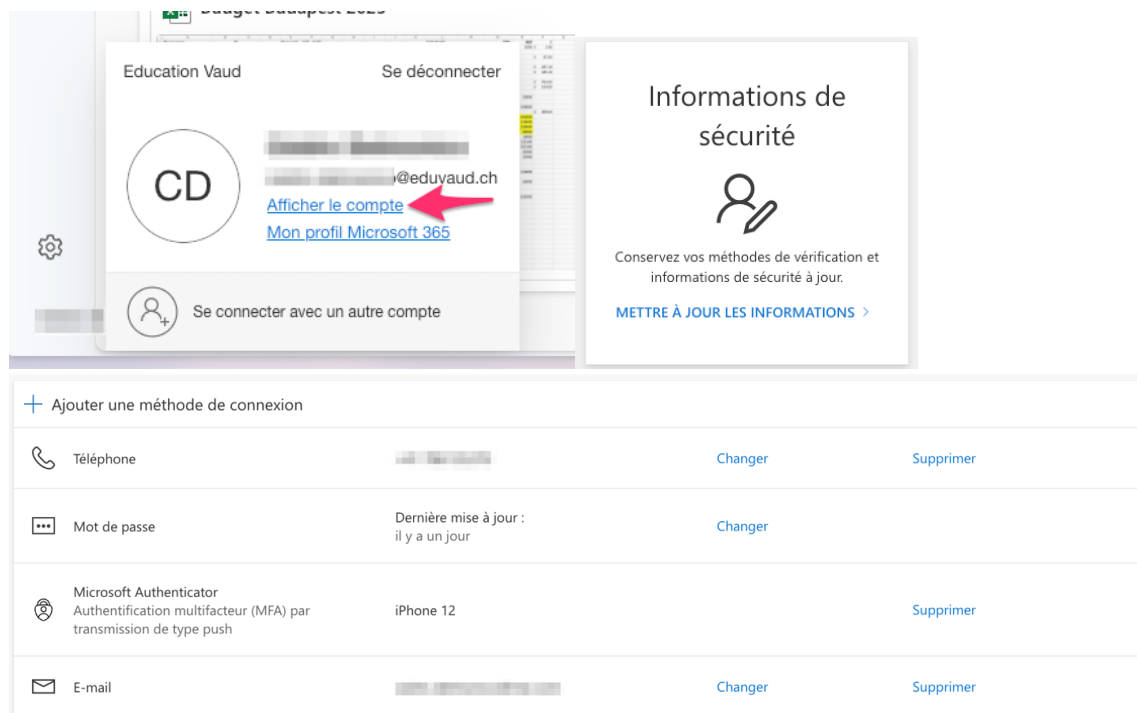 Budget Budapest 2025
Education Vaud
Se déconnecter
CD
@eduvaud.ch
Afficher le compte
Mon profil Microsoft 365
Se connecter avec un autre compte
Informations de
sécurité
Conservez vos méthodes de vérification et
informations de sécurité à jour.
METTRE À JOUR LES INFORMATIONS >
Ajouter une méthode de connexion
Téléphone
Changer
Supprimer
Mot de passe
Dernière mise à jour :
il y a un jour
Changer
Microsoft Authenticator
Authentification multifacteur (MFA) par
transmission de type push
iPhone 12
Supprimer
E-mail
Changer
Supprimer